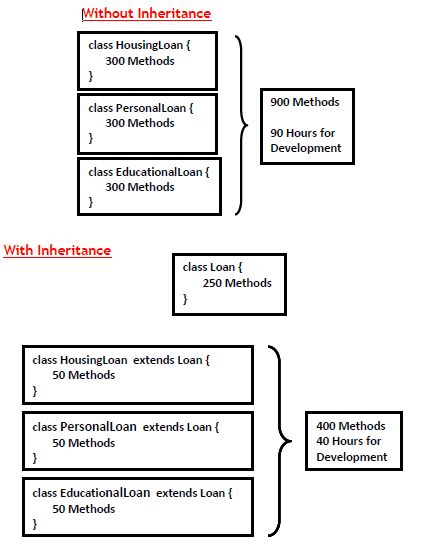 Without Inheritance
class HousingLoan {
300 Methods
}
class PersonalLoan {
300 Methods
}
class EducationalLoan {
300 Methods
}
900 Methods
90 Hours for
Development
With Inheritance
class Loan {
250 Methods
}
class HousingLoan extends Loan {
50 Methods
}
class PersonalLoan extends Loan {
50 Methods
}
class EducationalLoan extends Loan {
50 Methods
}
400 Methods
40 Hours for
Development